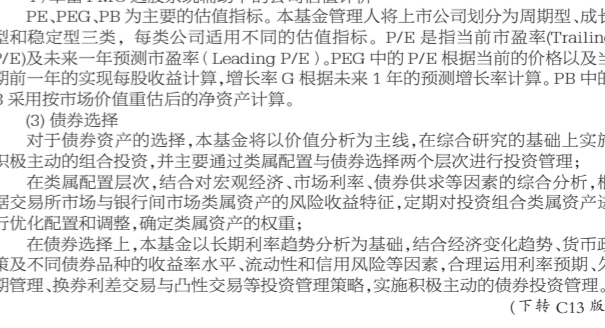 PE、PEG、PB 为主要的估值指标。本基金管理人将上市公司划分为周期型、成长
型和稳定型三类，每类公司适用不同的估值指标。P/E 是指当前市盈率(Trailing
P/E)及未来一年预测市盈率（Leading P/E）。PEG 中的 P/E 根据当前的价格以及当
期前一年的实现每股收益计算,增长率 G 根据未来 1 年的预测增长率计算。PB 中的
B 采用按市场价值重估后的净资产计算。
(3) 债券选择
对于债券资产的选择,本基金将以价值分析为主线,在综合研究的基础上实施
积极主动的组合投资,并主要通过类属配置与债券选择两个层次进行投资管理；
在类属配置层次,结合对宏观经济、市场利率、债券供求等因素的综合分析,根
据交易所市场与银行间市场类属资产的风险收益特征,定期对投资组合类属资产进
行优化配置和调整,确定类属资产的权重；
在债券选择上,本基金以长期利率趋势分析为基础,结合经济变化趋势、货币政
策及不同债券品种的收益率水平、流动性和信用风险等因素,合理运用利率预期、久
期管理、换券利差交易与凸性交易等投资管理策略,实施积极主动的债券投资管理。
(下转 C13 版